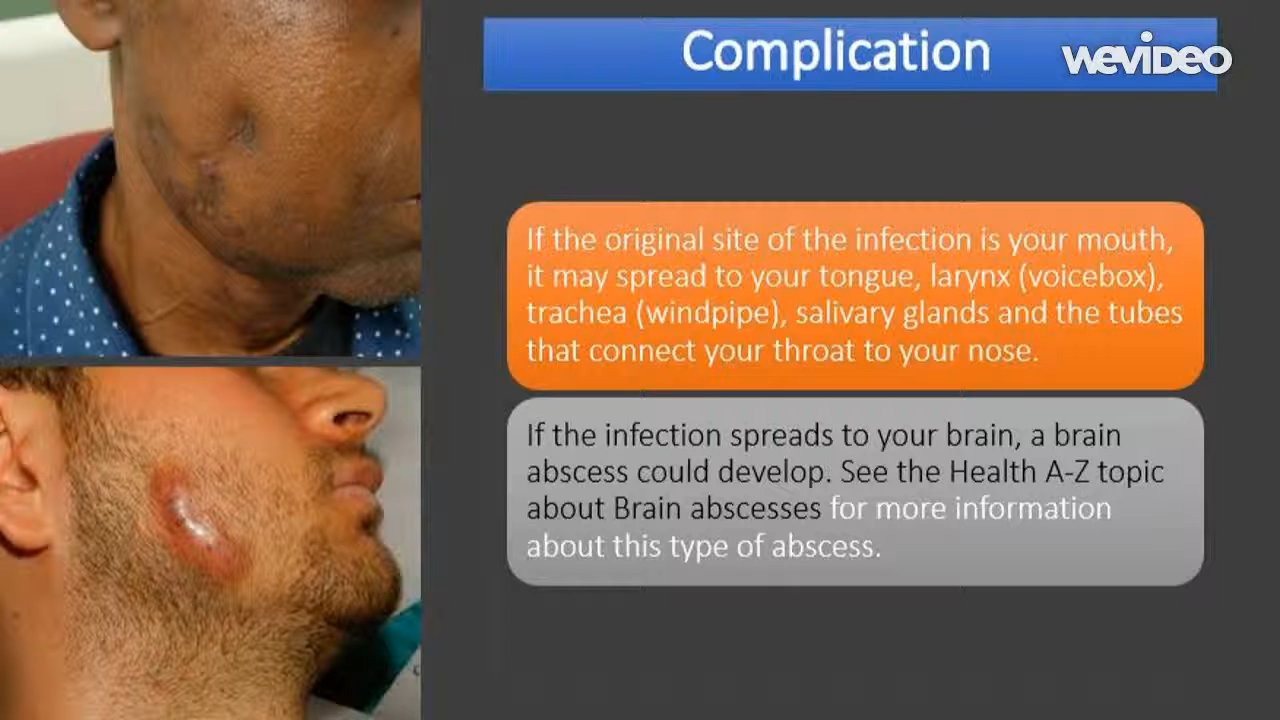 Complication
WEVIDEO
If the original site of the infection is your mouth,
it may spread to your tongue, larynx (voicebox),
trachea (windpipe), salivary glands and the tubes
that connect your throat to your nose.
If the infection spreads to your brain, a brain
abscess could develop. See the Health A-Z topic
about Brain abscesses for more information
about this type of abscess.